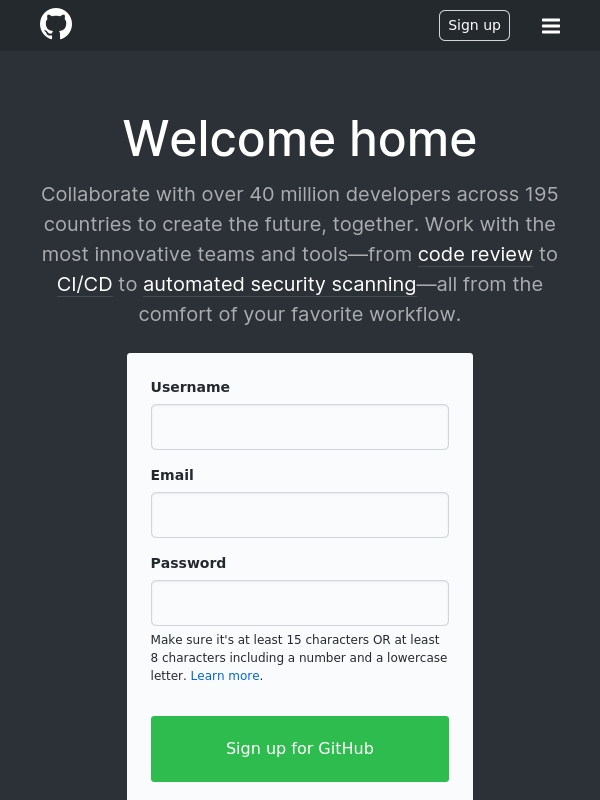 Sign up
Welcome home
Collaborate with over 40 million developers across 195
countries to create the future, together. Work with the
most innovative teams and tools—from code review to
CI/CD to automated security scanning—all from the
comfort of your favorite workflow.
Username
Email
Password
Make sure it's at least 15 characters OR at least
8 characters including a number and a lowercase
letter. Learn more.
Sign up for GitHub